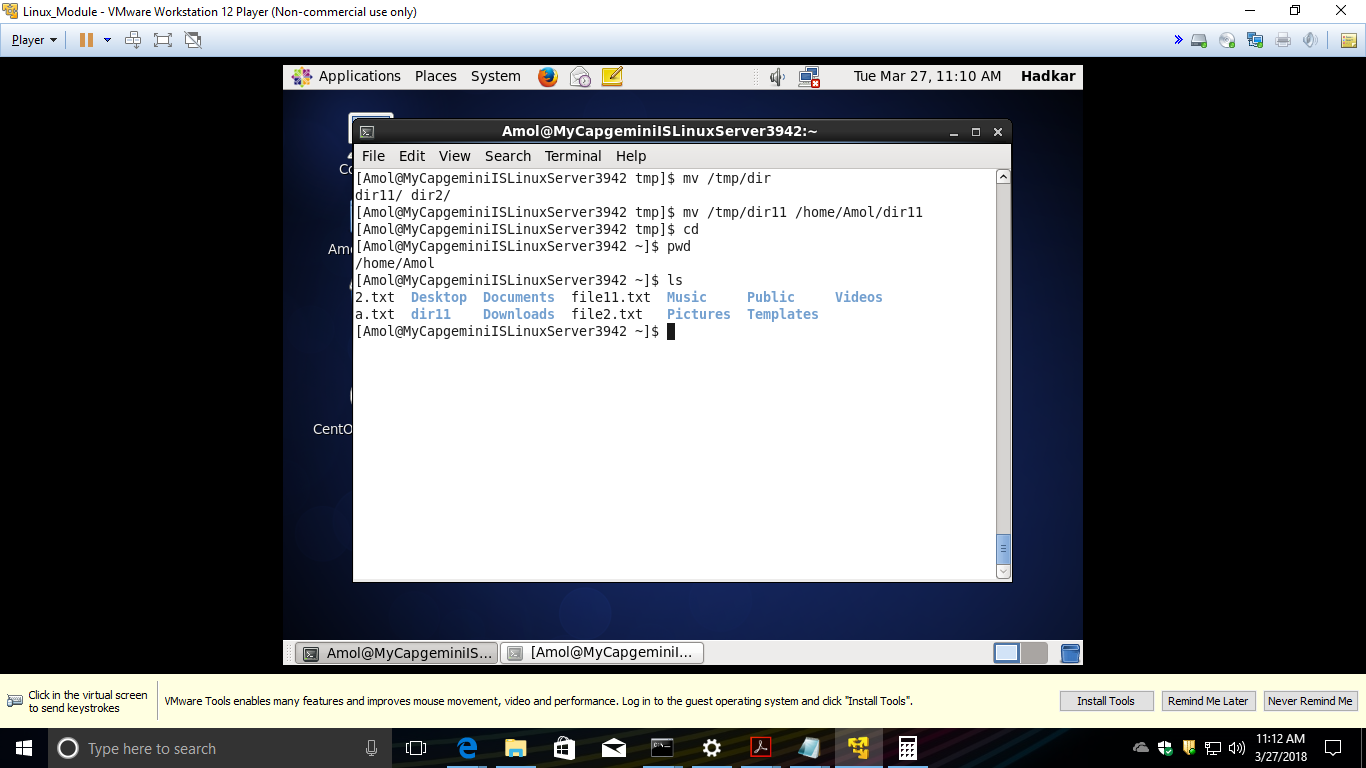 Linux_Module - VMware Workstation 12 Player (Non-commercial use only)
Player
Applications Places System Tue Mar 27, 11:10 AM Hadkar
Amol@MyCapgeminiISLinuxServer3942:~
File Edit View Search Terminal Help
[Amol@MyCapgeminiISLinuxServer3942 tmp]$ mv /tmp/dir
dir11/ dir2/
[Amol@MyCapgeminiISLinuxServer3942 tmp]$ mv /tmp/dir11 /home/Amol/dir11
[Amol@MyCapgeminiISLinuxServer3942 tmp]$ cd
[Amol@MyCapgeminiISLinuxServer3942 ~]$ pwd
/home/Amol
[Amol@MyCapgeminiISLinuxServer3942 ~]$ ls
2.txt Desktop Documents file11.txt Music Public Videos
a.txt dir11 Downloads file2.txt Pictures Templates
[Amol@MyCapgeminiISLinuxServer3942 ~]$
Co
Amo
CentO
Amol@MyCapgeminiIS... [Amol@MyCapgeminiI...
Click in the virtual screen
to send keystrokes
VMware Tools enables many features and improves mouse movement, video and performance. Log in to the guest operating system and click "Install Tools".
Install Tools Remind Me Later Never Remind Me
Type here to search
11:12 AM
3/27/2018